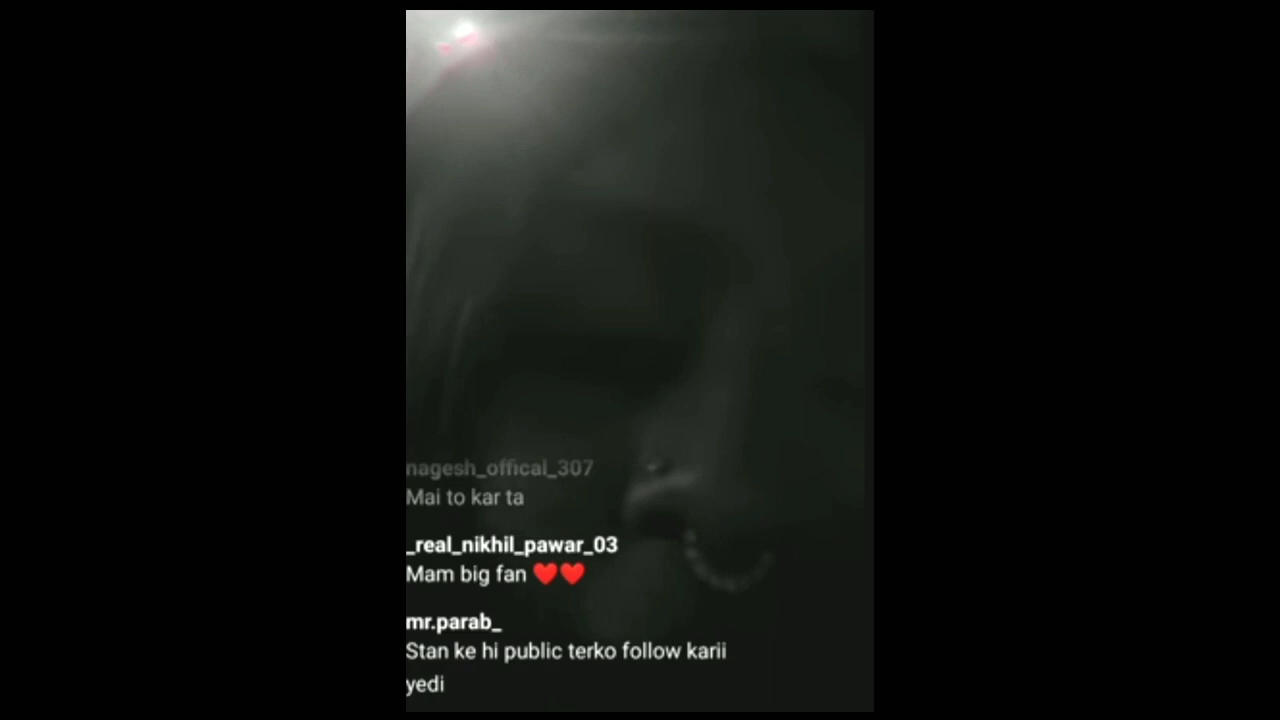 nagesh_offical_307
Mai to kar ta
_real_nikhil_pawar_03
Mam big fan ❤️❤️
mr.parab_
Stan ke hi public terko follow karii
yedi